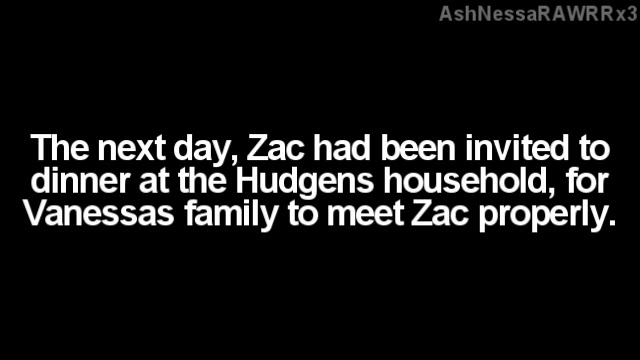 AshNessaRAWRRx3
The next day, Zac had been invited to
dinner at the Hudgens household, for
Vanessas family to meet Zac properly.